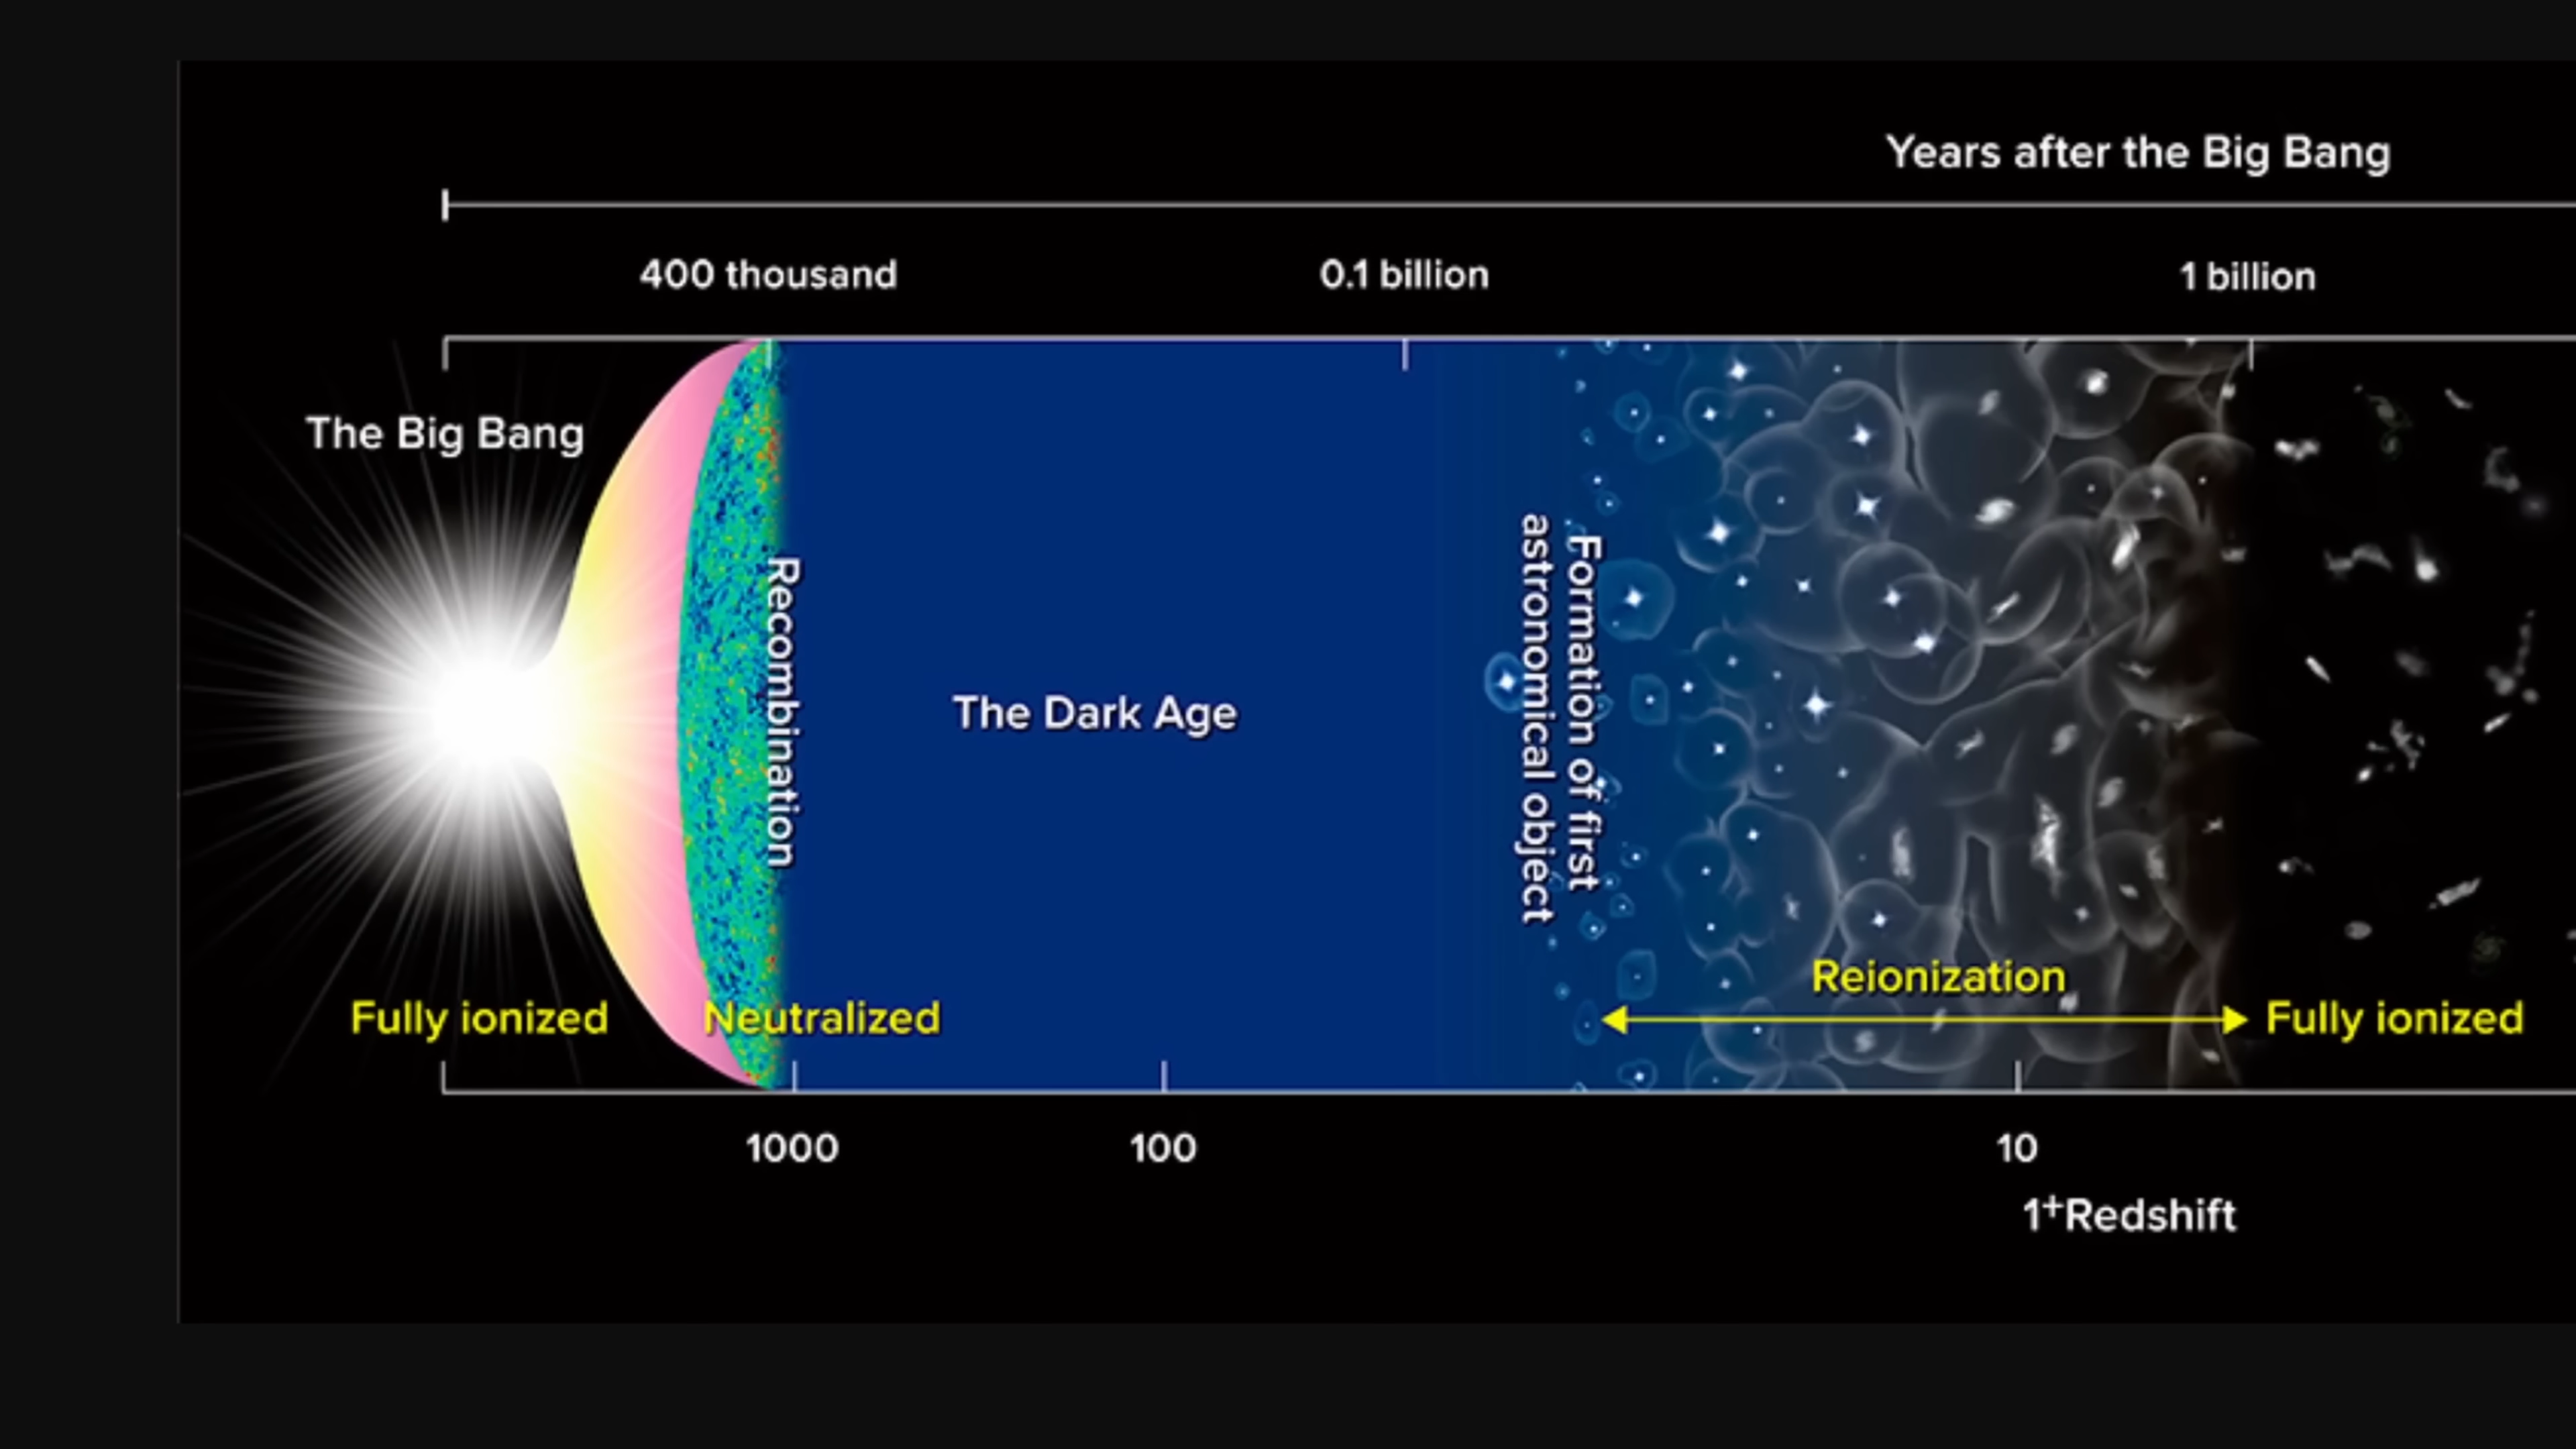 Years after the Big Bang
400 thousand
0.1 billion
1 billion
The Big Bang
Recombination
The Dark Age
Formation of first
astronomical object
Reionization
Fully ionized
Neutralized
Fully ionized
1000
100
10
1+Redshift